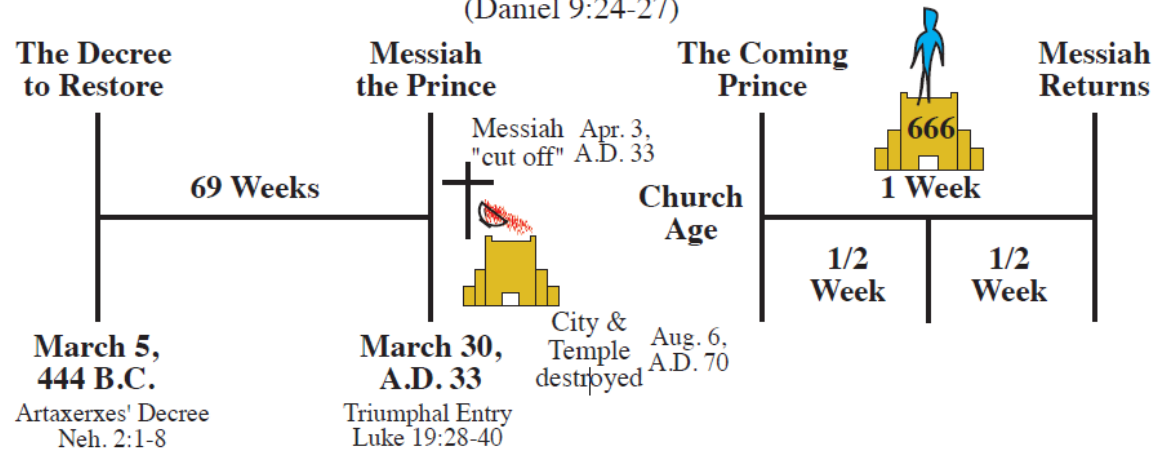 (Daniel 9:24-27)
The Decree
to Restore
Messiah
the Prince
The Coming
Prince
Messiah
Returns
666
Messiah
"cut off"
Apr. 3,
A.D. 33
69 Weeks
Church
Age
1 Week
1/2
Week
1/2
Week
City &
Temple
destroyed
Aug. 6,
A.D. 70
March 5,
444 B.C.
Artaxerxes' Decree
Neh. 2:1-8
March 30,
A.D. 33
Triumphal Entry
Luke 19:28-40